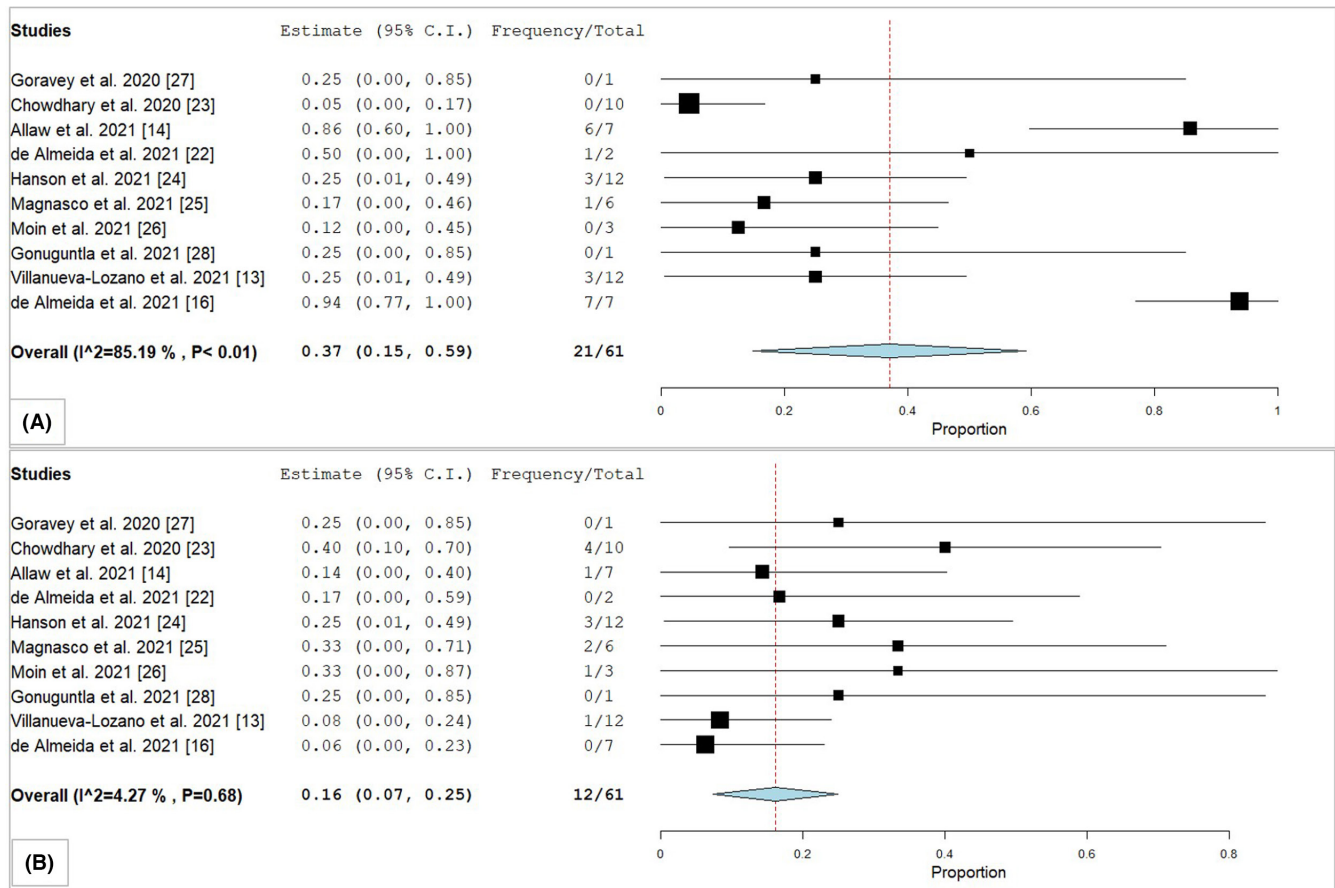 Studies Estimate (95% C.I.) Frequency/Total
Goravey et al. 2020 [27] 0.25 (0.00, 0.85) 0/1
Chowdhary et al. 2020 [23] 0.05 (0.00, 0.17) 0/10
Allaw et al. 2021 [14] 0.86 (0.60, 1.00) 6/7
de Almeida et al. 2021 [22] 0.50 (0.00, 1.00) 1/2
Hanson et al. 2021 [24] 0.25 (0.01, 0.49) 3/12
Magnasco et al. 2021 [25] 0.17 (0.00, 0.46) 1/6
Moin et al. 2021 [26] 0.12 (0.00, 0.45) 0/3
Gonuguntla et al. 2021 [28] 0.25 (0.00, 0.85) 0/1
Villanueva-Lozano et al. 2021 [13] 0.25 (0.01, 0.49) 3/12
de Almeida et al. 2021 [16] 0.94 (0.77, 1.00) 7/7
Overall (I^2=85.19 % , P< 0.01) 0.37 (0.15, 0.59) 21/61
0 0.2 0.4 0.6 0.8 1
Proportion
(A)
Studies Estimate (95% C.I.) Frequency/Total
Goravey et al. 2020 [27] 0.25 (0.00, 0.85) 0/1
Chowdhary et al. 2020 [23] 0.40 (0.10, 0.70) 4/10
Allaw et al. 2021 [14] 0.14 (0.00, 0.40) 1/7
de Almeida et al. 2021 [22] 0.17 (0.00, 0.59) 0/2
Hanson et al. 2021 [24] 0.25 (0.01, 0.49) 3/12
Magnasco et al. 2021 [25] 0.33 (0.00, 0.71) 2/6
Moin et al. 2021 [26] 0.33 (0.00, 0.87) 1/3
Gonuguntla et al. 2021 [28] 0.25 (0.00, 0.85) 0/1
Villanueva-Lozano et al. 2021 [13] 0.08 (0.00, 0.24) 1/12
de Almeida et al. 2021 [16] 0.06 (0.00, 0.23) 0/7
Overall (I^2=4.27 % , P=0.68) 0.16 (0.07, 0.25) 12/61
0 0.2 0.4 0.6 0.8
Proportion
(B)